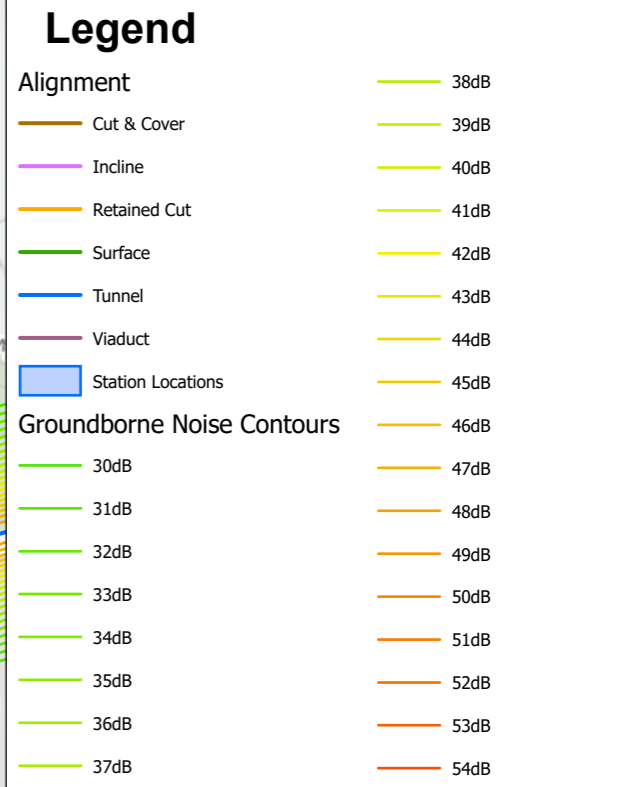 Legend
Alignment
Cut & Cover
Incline
Retained Cut
Surface
Tunnel
Viaduct
Station Locations
Groundborne Noise Contours
30dB
31dB
32dB
33dB
34dB
35dB
36dB
37dB
38dB
39dB
40dB
41dB
42dB
43dB
44dB
45dB
46dB
47dB
48dB
49dB
50dB
51dB
52dB
53dB
54dB